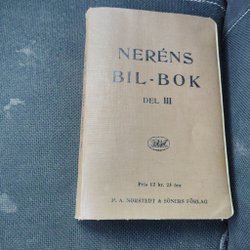 NERÉNS
BIL-BOK
DEL III
Pris 12 kr. 25 öre
P. A. NORSTEDT & SÖNERS FÖRLAG